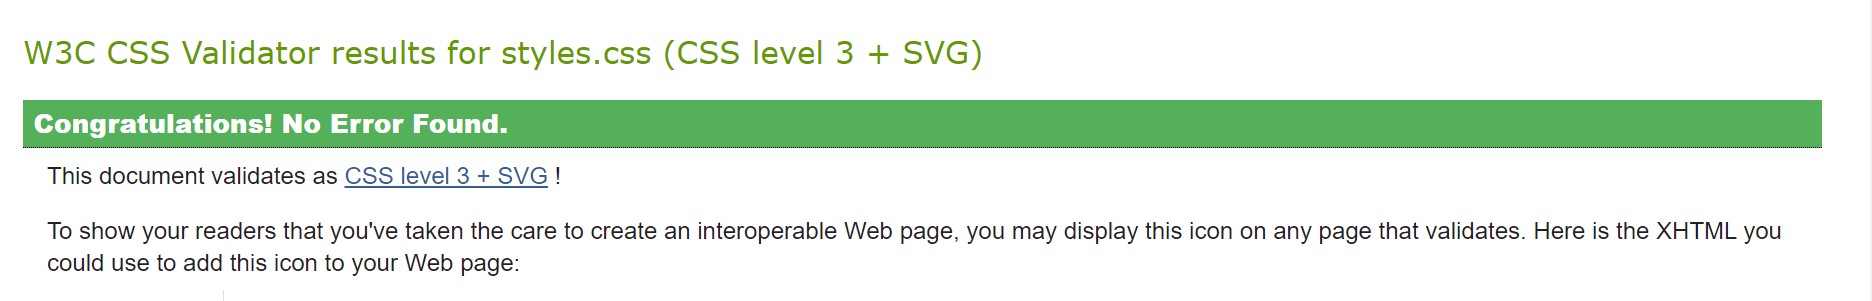 W3C CSS Validator results for styles.css (CSS level 3 + SVG)
Congratulations! No Error Found.
This document validates as CSS level 3 + SVG !
To show your readers that you've taken the care to create an interoperable Web page, you may display this icon on any page that validates. Here is the XHTML you
could use to add this icon to your Web page: